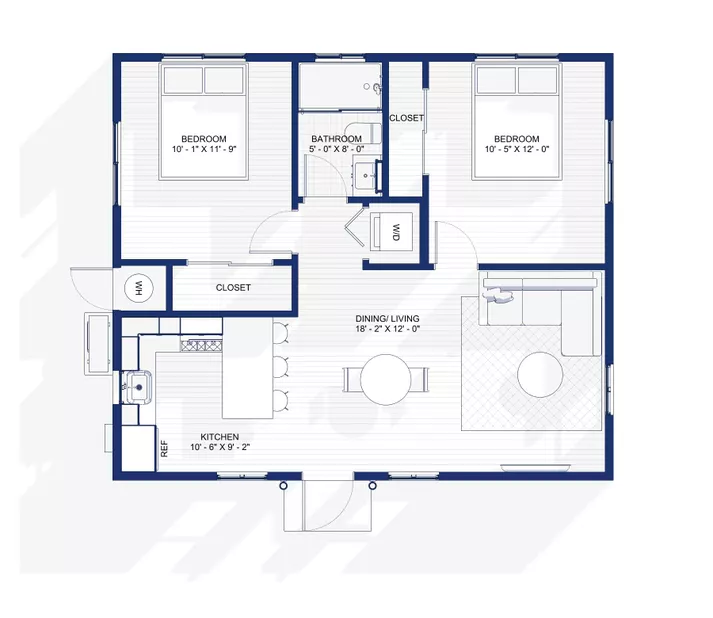 BEDROOM
10' - 1" X 11' - 9"
BATHROOM
5' - 0" X 8' - 0"
CLOSET
BEDROOM
10' - 5" X 12' - 0"
W/D
WH
CLOSET
DINING/ LIVING
18' - 2" X 12' - 0"
KITCHEN
10' - 6" X 9' - 2"
REF